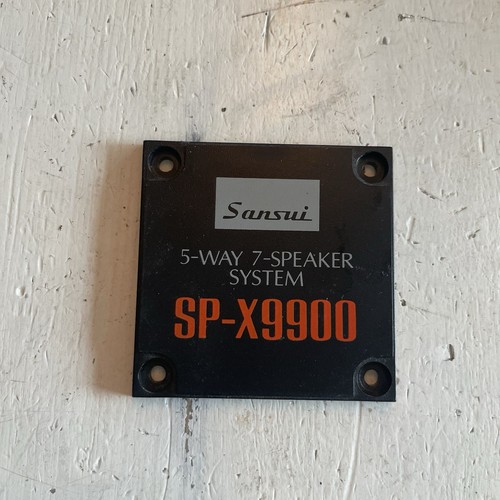 Sansui
5-WAY 7-SPEAKER
SYSTEM
SP-X9900